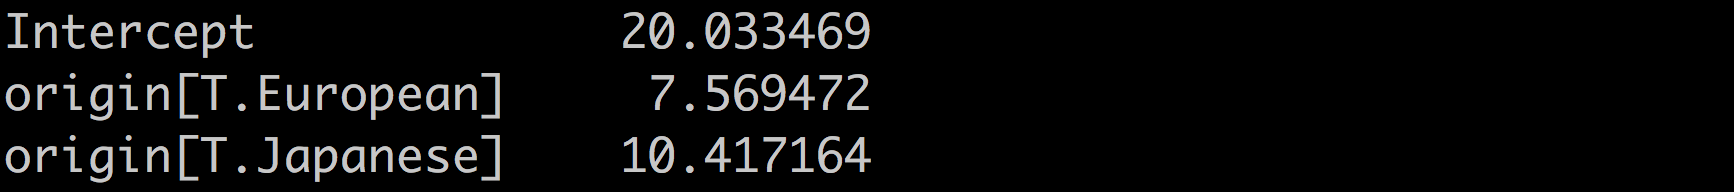 Intercept 20.033469
origin[T.European] 7.569472
origin[T.Japanese] 10.417164